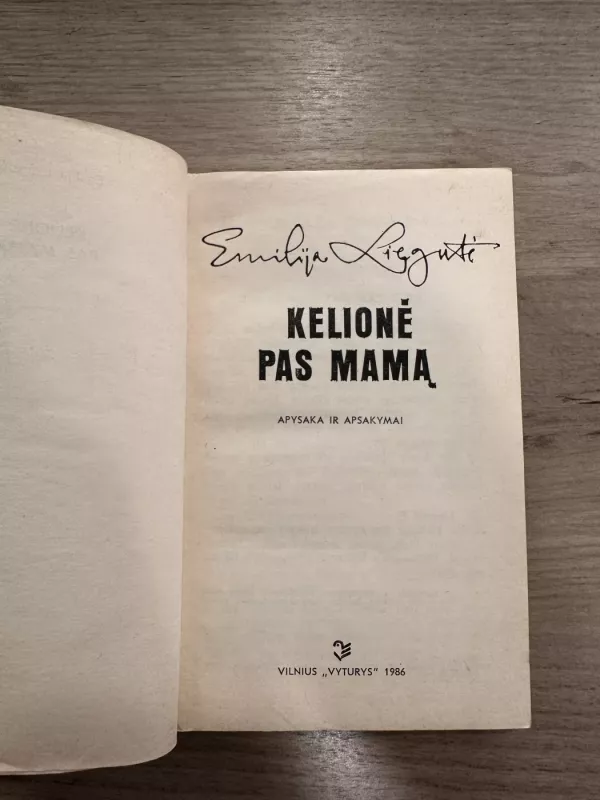 Emilija Liegutė
KELIONĖ
PAS MAMĄ
APYSAKA IR APSAKYMAI
VILNIUS „VYTURYS“ 1986